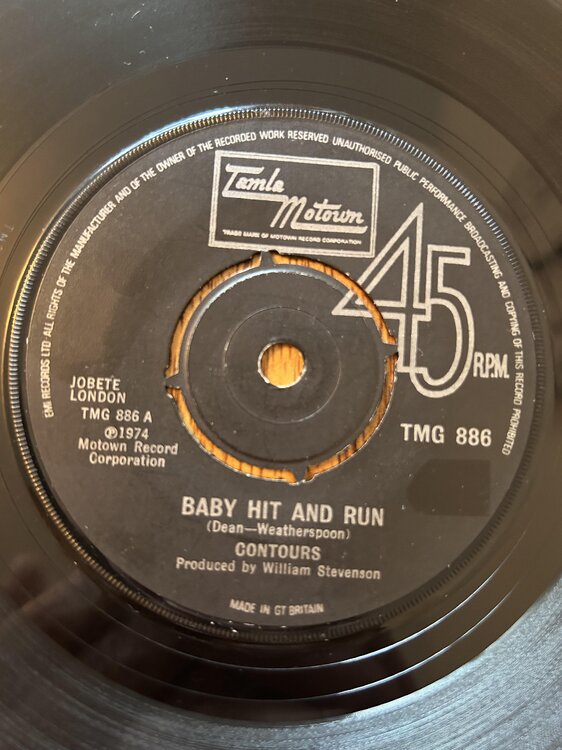 EMI RECORDS LTD ALL RIGHTS OF THE MANUFACTURER AND OF THE OWNER OF THE RECORDED WORK RESERVED UNAUTHORISED PUBLIC PERFORMANCE BROADCASTING AND COPYING OF THIS RECORD PROHIBITED
Tamla
Motown
TRADE MARK OF MOTOWN RECORD CORPORATION
45
R.P.M.
JOBETE
LONDON
TMG 886 A
℗1974
Motown Record
Corporation
TMG 886
BABY HIT AND RUN
(Dean—Weatherspoon)
CONTOURS
Produced by William Stevenson
MADE IN GT BRITAIN